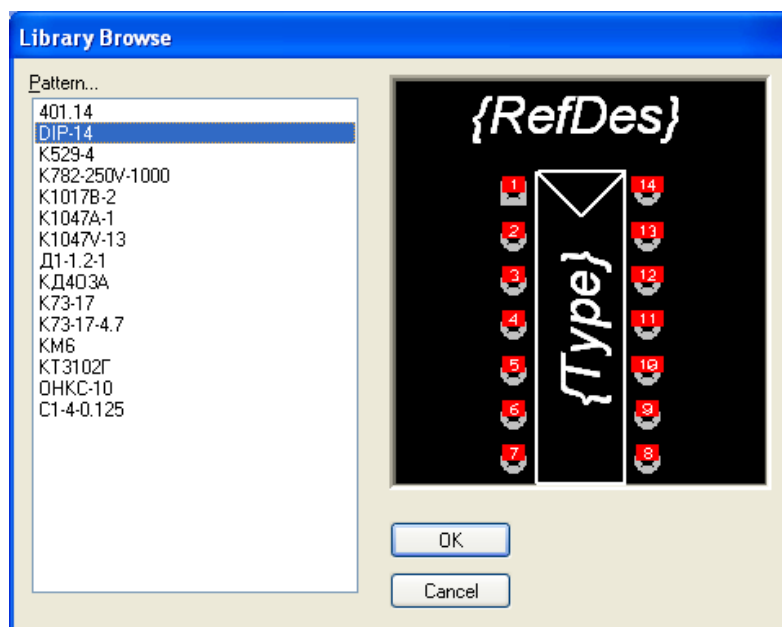 Library Browse
Pattern...
401.14
DIP-14
K529-4
K782-250V-1000
K1017B-2
K1047A-1
K1047V-13
Д1-1.2-1
КД4ОЗА
К73-17
К73-17-4.7
КМ6
КТ3102Г
ОНКС-10
С1-4-0.125
{RefDes}
{Type}
1 14
2 13
3 12
4 11
5 10
6 9
7 8
OK
Cancel